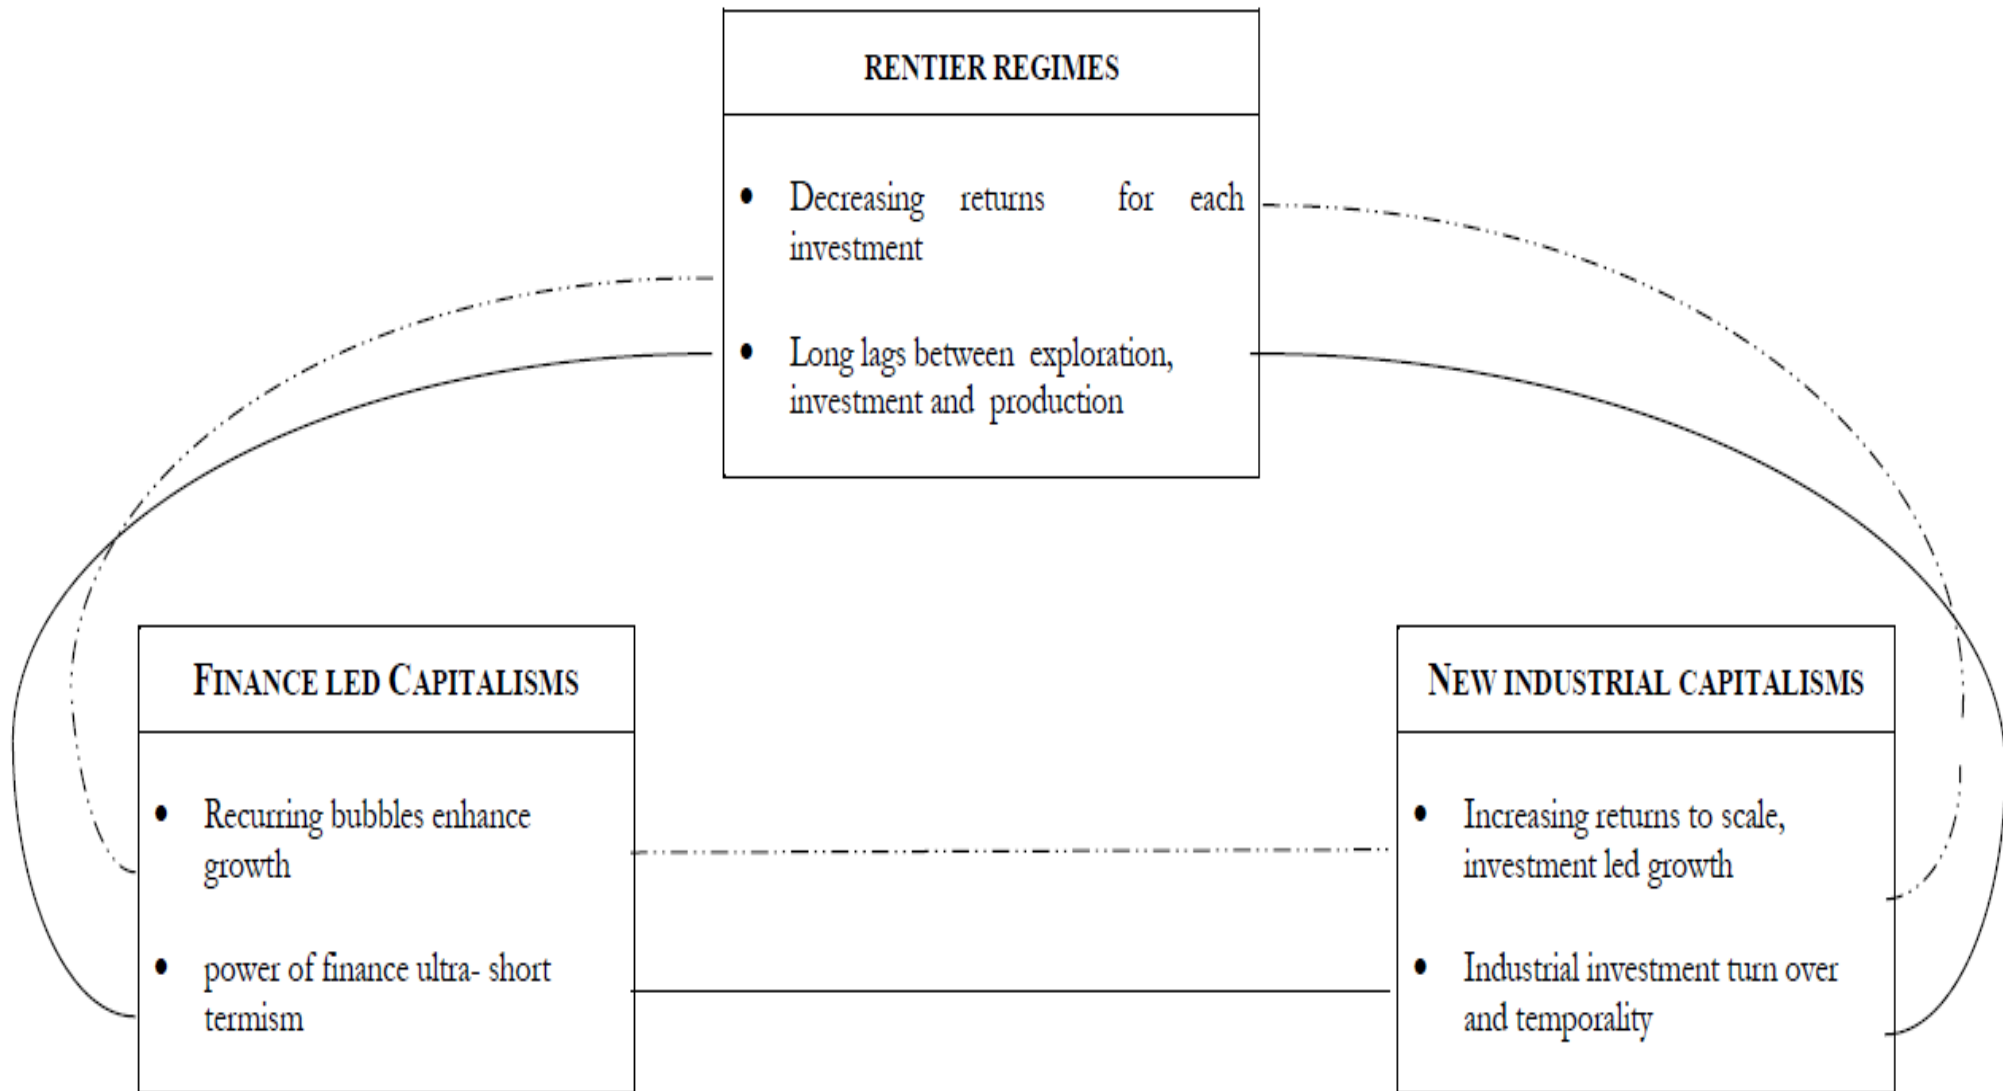 RENTIER REGIMES
• Decreasing returns for each
investment
• Long lags between exploration,
investment and production
FINANCE LED CAPITALISMS
• Recurring bubbles enhance
growth
• power of finance ultra- short
termism
NEW INDUSTRIAL CAPITALISMS
• Increasing returns to scale,
investment led growth
• Industrial investment turn over
and temporality